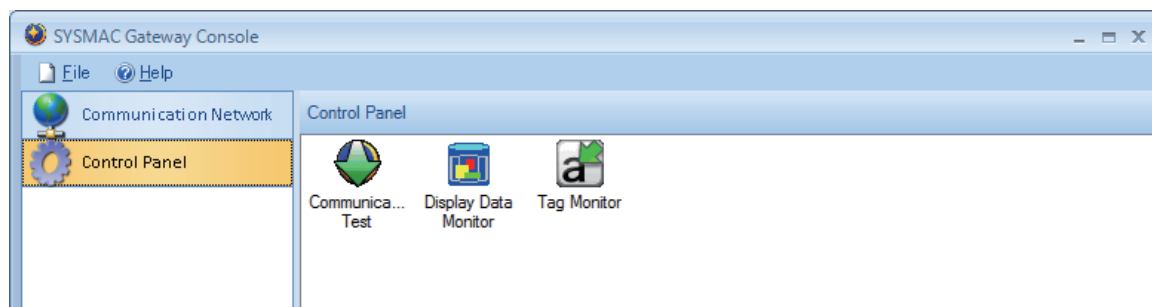 SYSMAC Gateway Console
File Help
Communication Network
Control Panel
Control Panel
Communica... Display Data Tag Monitor
Test Monitor
a